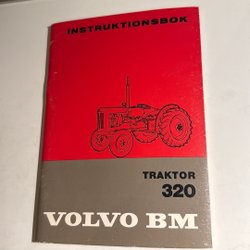 INSTRUKTIONSBOK
TRAKTOR
320
VOLVO BM